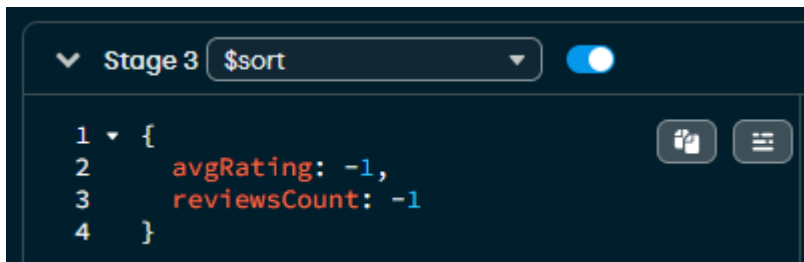 Stage 3 $sort
1 {
2 avgRating: -1,
3 reviewsCount: -1
4 }